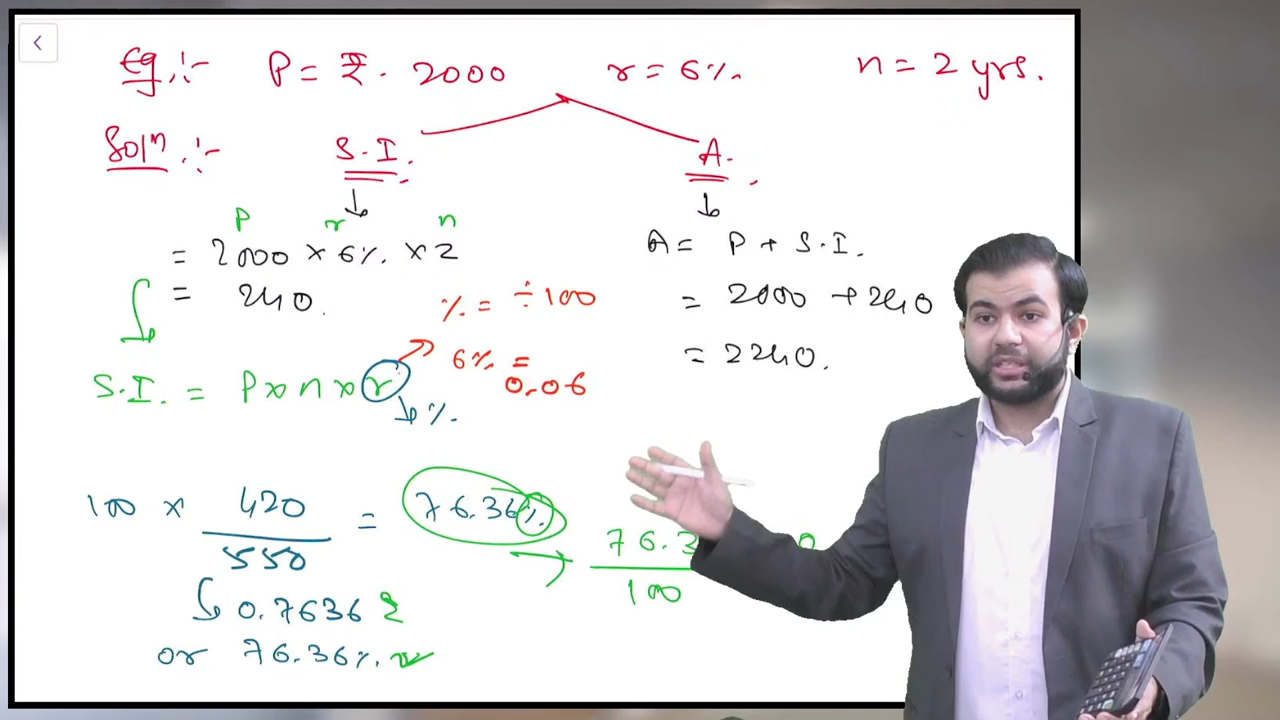 Eg :- P = ₹. 2000 r = 6% n = 2 yrs.
Solⁿ :- S.I. A.
P r n
= 2000 × 6% × 2
= 240.
% = ÷100
6% = 0.06
S.I. = P × n × r
%.
A = P + S.I.
= 2000 + 240
= 2240.
100 × 420/550 = 76.36%
76.3
100
0.7636
or 76.36%.